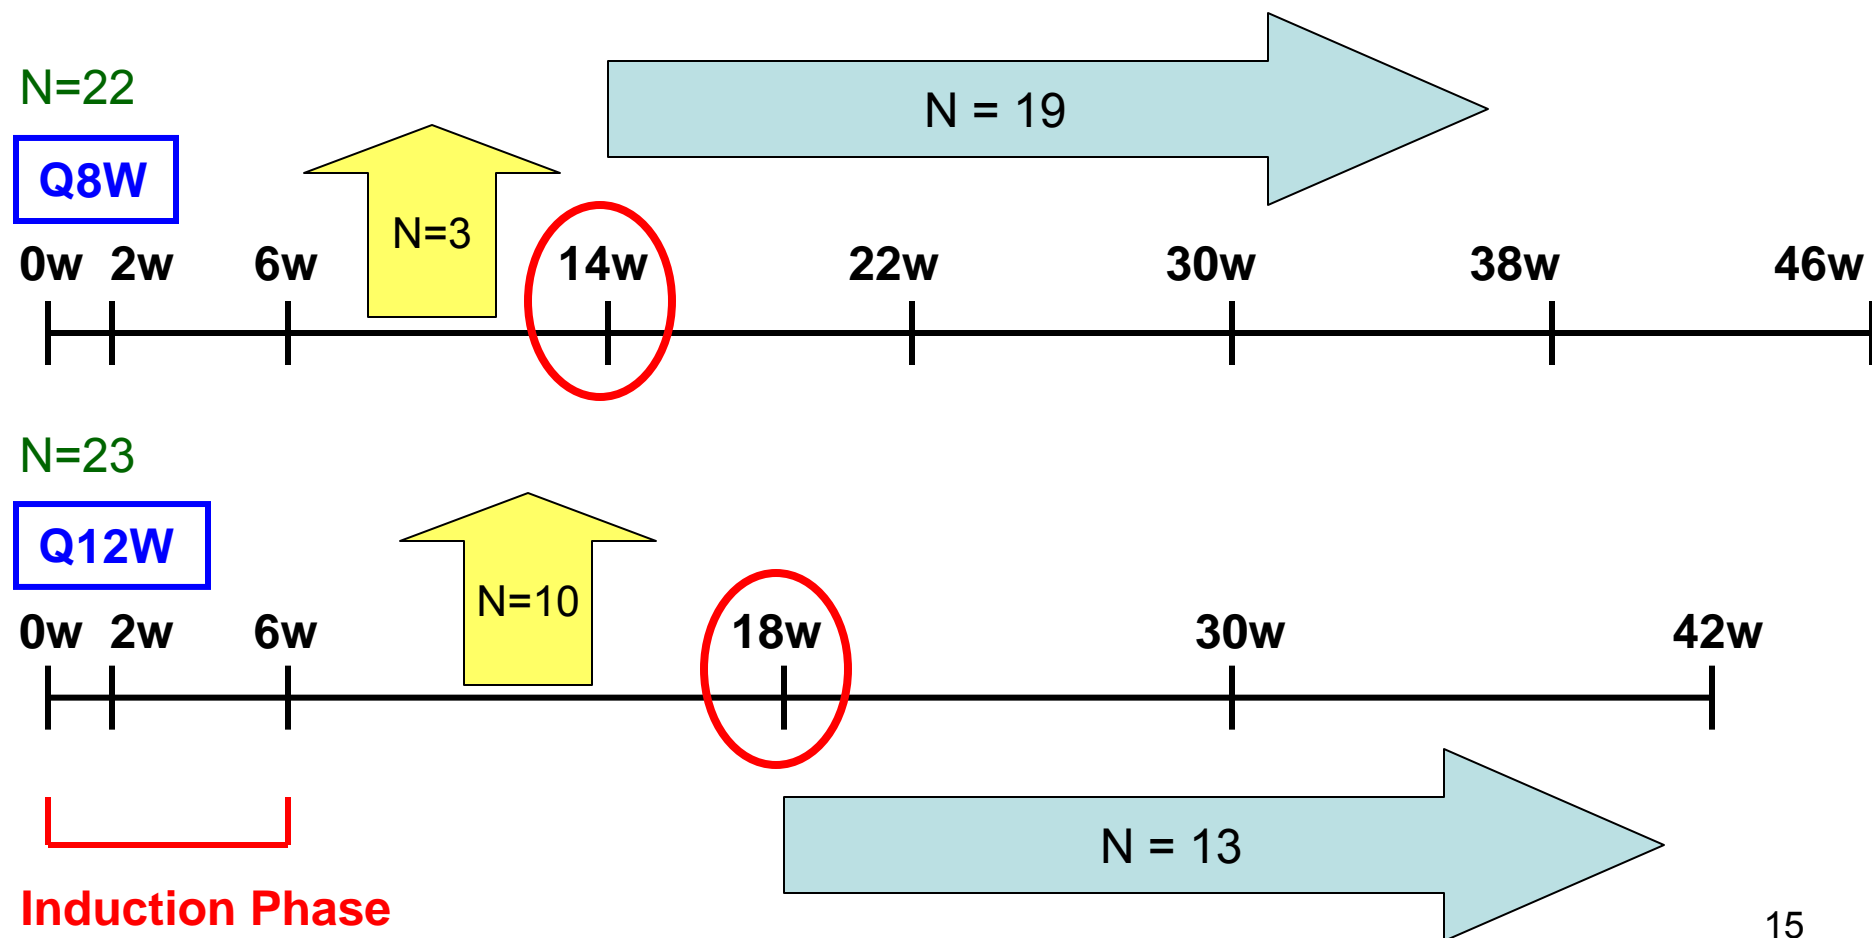 N=22
N = 19
Q8W
N=3
0w 2w 6w 14w 22w 30w 38w 46w
N=23
Q12W
N=10
0w 2w 6w 18w 30w 42w
N = 13
Induction Phase
15